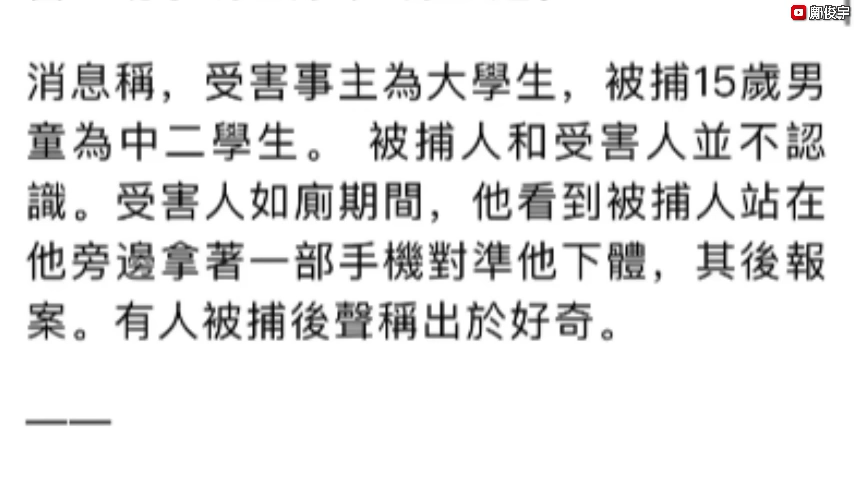 鄺俊宇
消息稱，受害事主為大學生，被捕15歲男
童為中二學生。 被捕人和受害人並不認
識。受害人如廁期間，他看到被捕人站在
他旁邊拿著一部手機對準他下體，其後報
案。有人被捕後聲稱出於好奇。
——